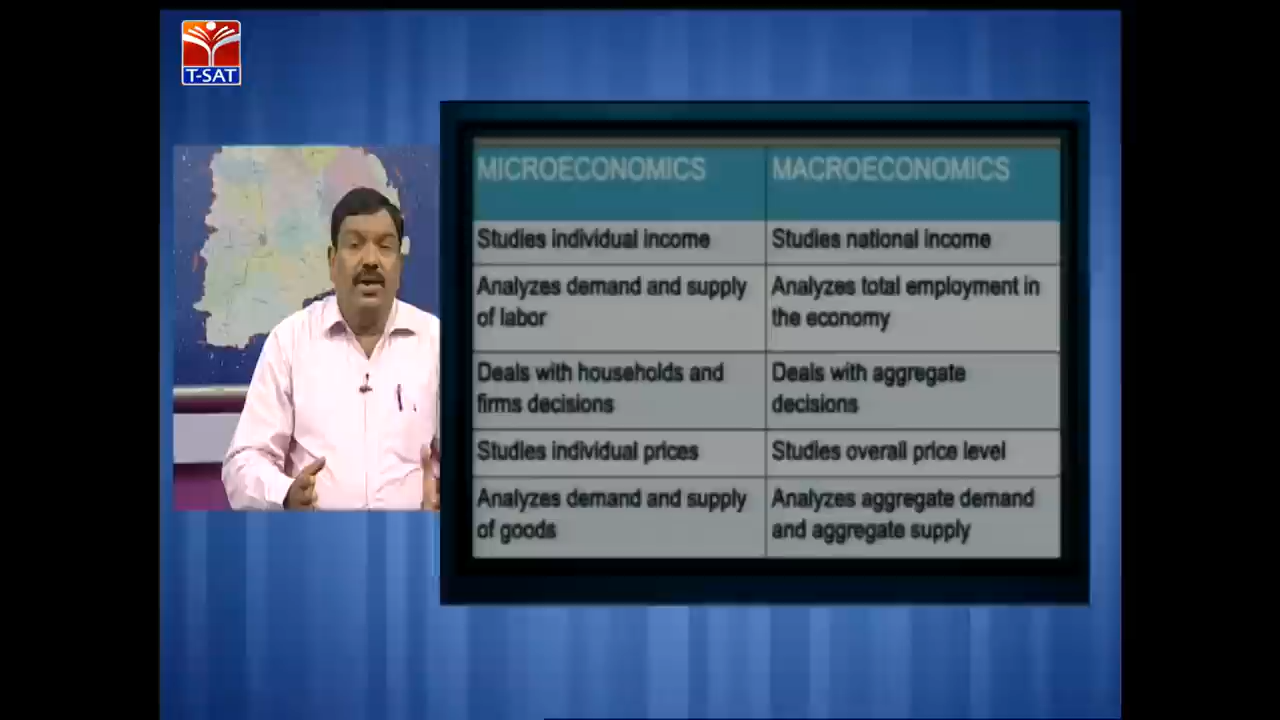 T-SAT
MICROECONOMICS
MACROECONOMICS
Studies individual income
Studies national income
Analyzes demand and supply
of labor
Analyzes total employment in
the economy
Deals with households and
firms decisions
Deals with aggregate
decisions
Studies individual prices
Studies overall price level
Analyzes demand and supply
of goods
Analyzes aggregate demand
and aggregate supply